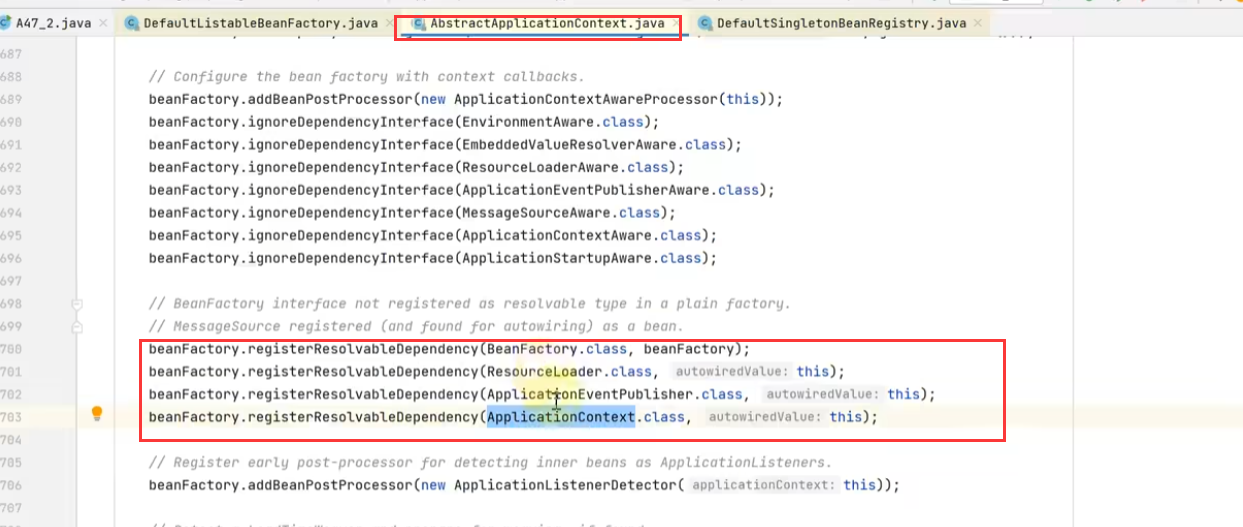 A47_2.java × DefaultListableBeanFactory.java × AbstractApplicationContext.java × DefaultSingletonBeanRegistry.java ×
687
688 // Configure the bean factory with context callbacks.
689 beanFactory.addBeanPostProcessor(new ApplicationContextAwareProcessor(this));
690 beanFactory.ignoreDependencyInterface(EnvironmentAware.class);
691 beanFactory.ignoreDependencyInterface(EmbeddedValueResolverAware.class);
692 beanFactory.ignoreDependencyInterface(ResourceLoaderAware.class);
693 beanFactory.ignoreDependencyInterface(ApplicationEventPublisherAware.class);
694 beanFactory.ignoreDependencyInterface(MessageSourceAware.class);
695 beanFactory.ignoreDependencyInterface(ApplicationContextAware.class);
696 beanFactory.ignoreDependencyInterface(ApplicationStartupAware.class);
697
698 // BeanFactory interface not registered as resolvable type in a plain factory.
699 // MessageSource registered (and found for autowiring) as a bean.
700 beanFactory.registerResolvableDependency(BeanFactory.class, beanFactory);
701 beanFactory.registerResolvableDependency(ResourceLoader.class, autowiredValue: this);
702 beanFactory.registerResolvableDependency(ApplicationEventPublisher.class, autowiredValue: this);
703 beanFactory.registerResolvableDependency(ApplicationContext.class, autowiredValue: this);
704
705 // Register early post-processor for detecting inner beans as ApplicationListeners.
706 beanFactory.addBeanPostProcessor(new ApplicationListenerDetector( applicationContext: this));
707